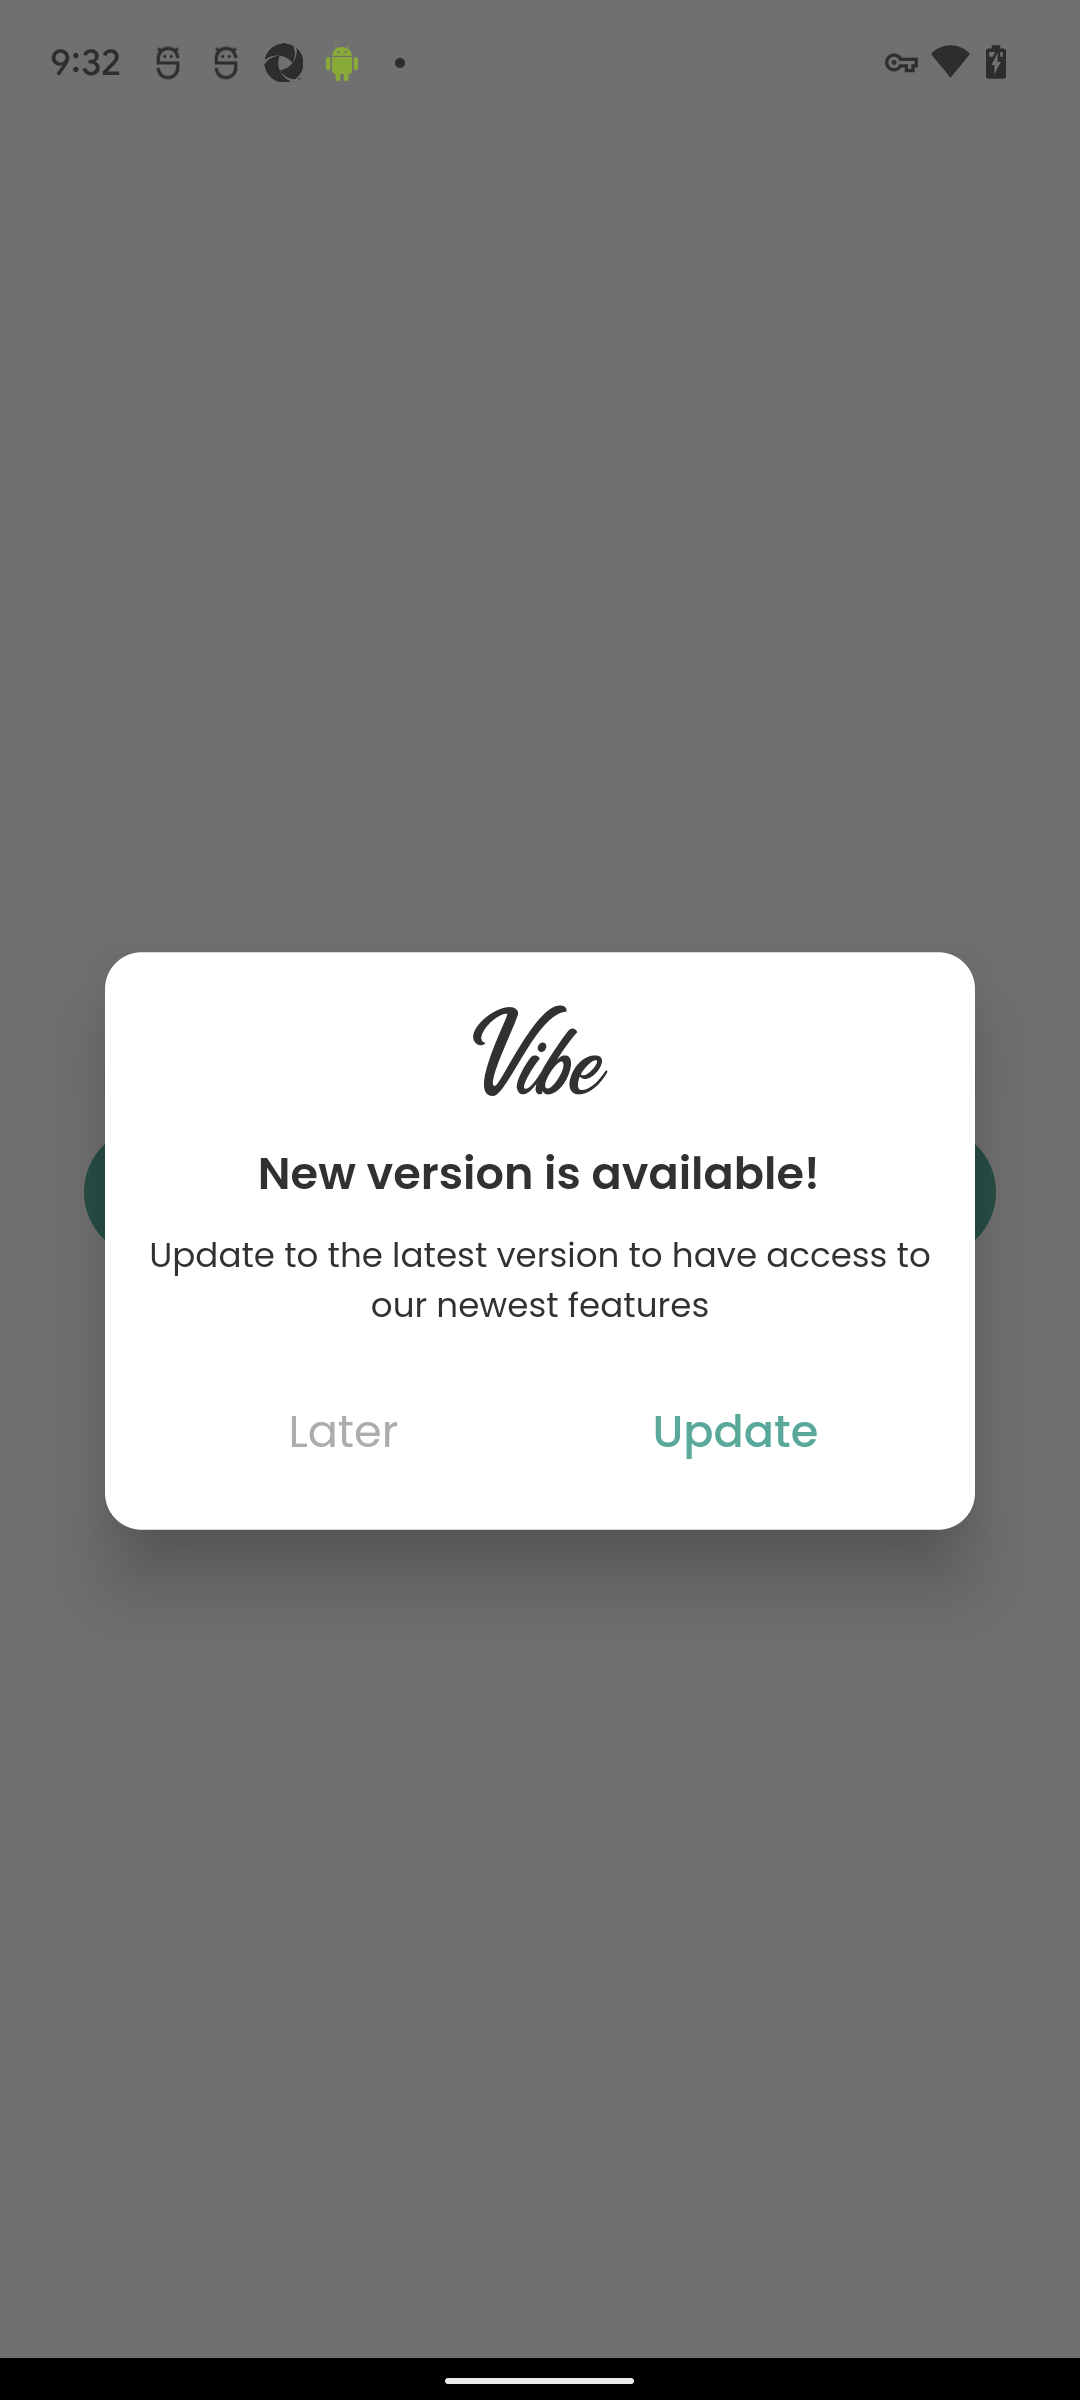 9:32
Vibe
New version is available!
Update to the latest version to have access to
our newest features
Later
Update